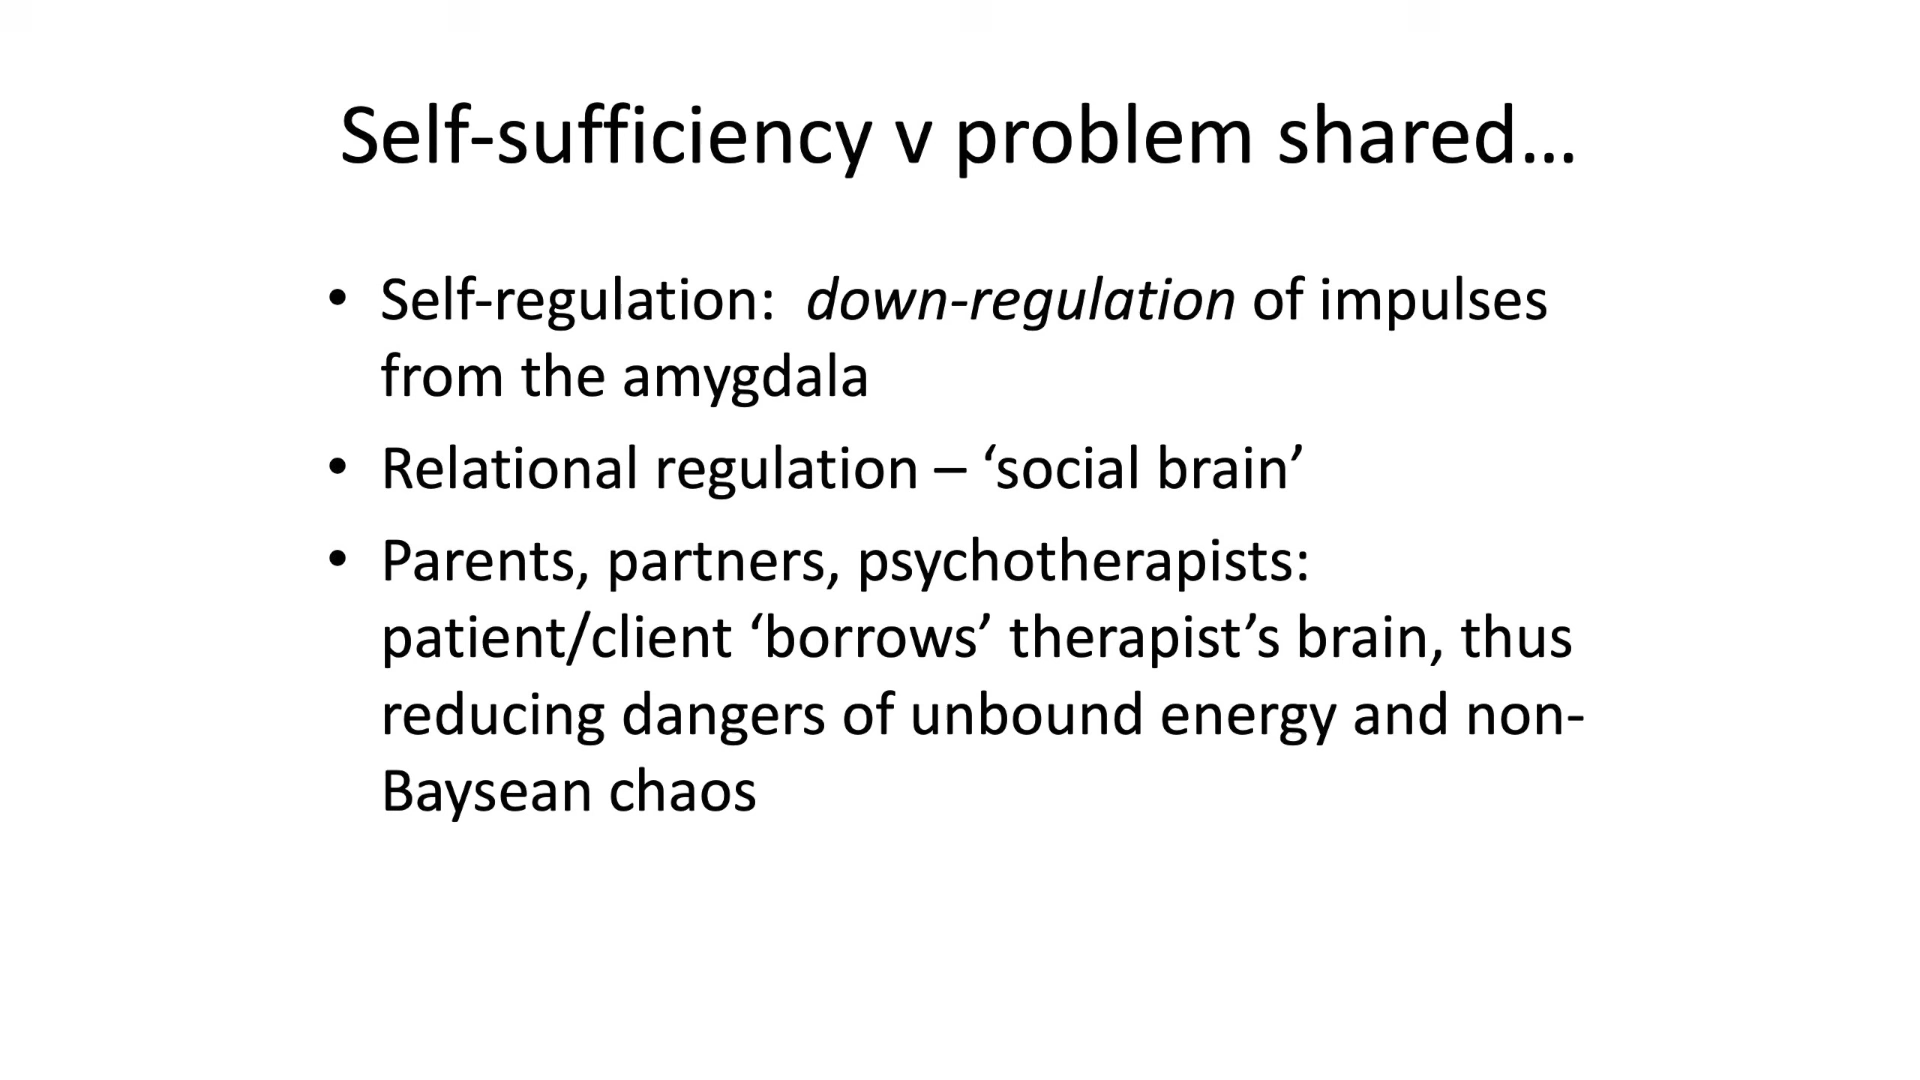 Self-sufficiency v problem shared…
• Self-regulation:  down-regulation of impulses
from the amygdala
• Relational regulation – ‘social brain’
• Parents, partners, psychotherapists:
patient/client ‘borrows’ therapist’s brain, thus
reducing dangers of unbound energy and non-
Baysean chaos